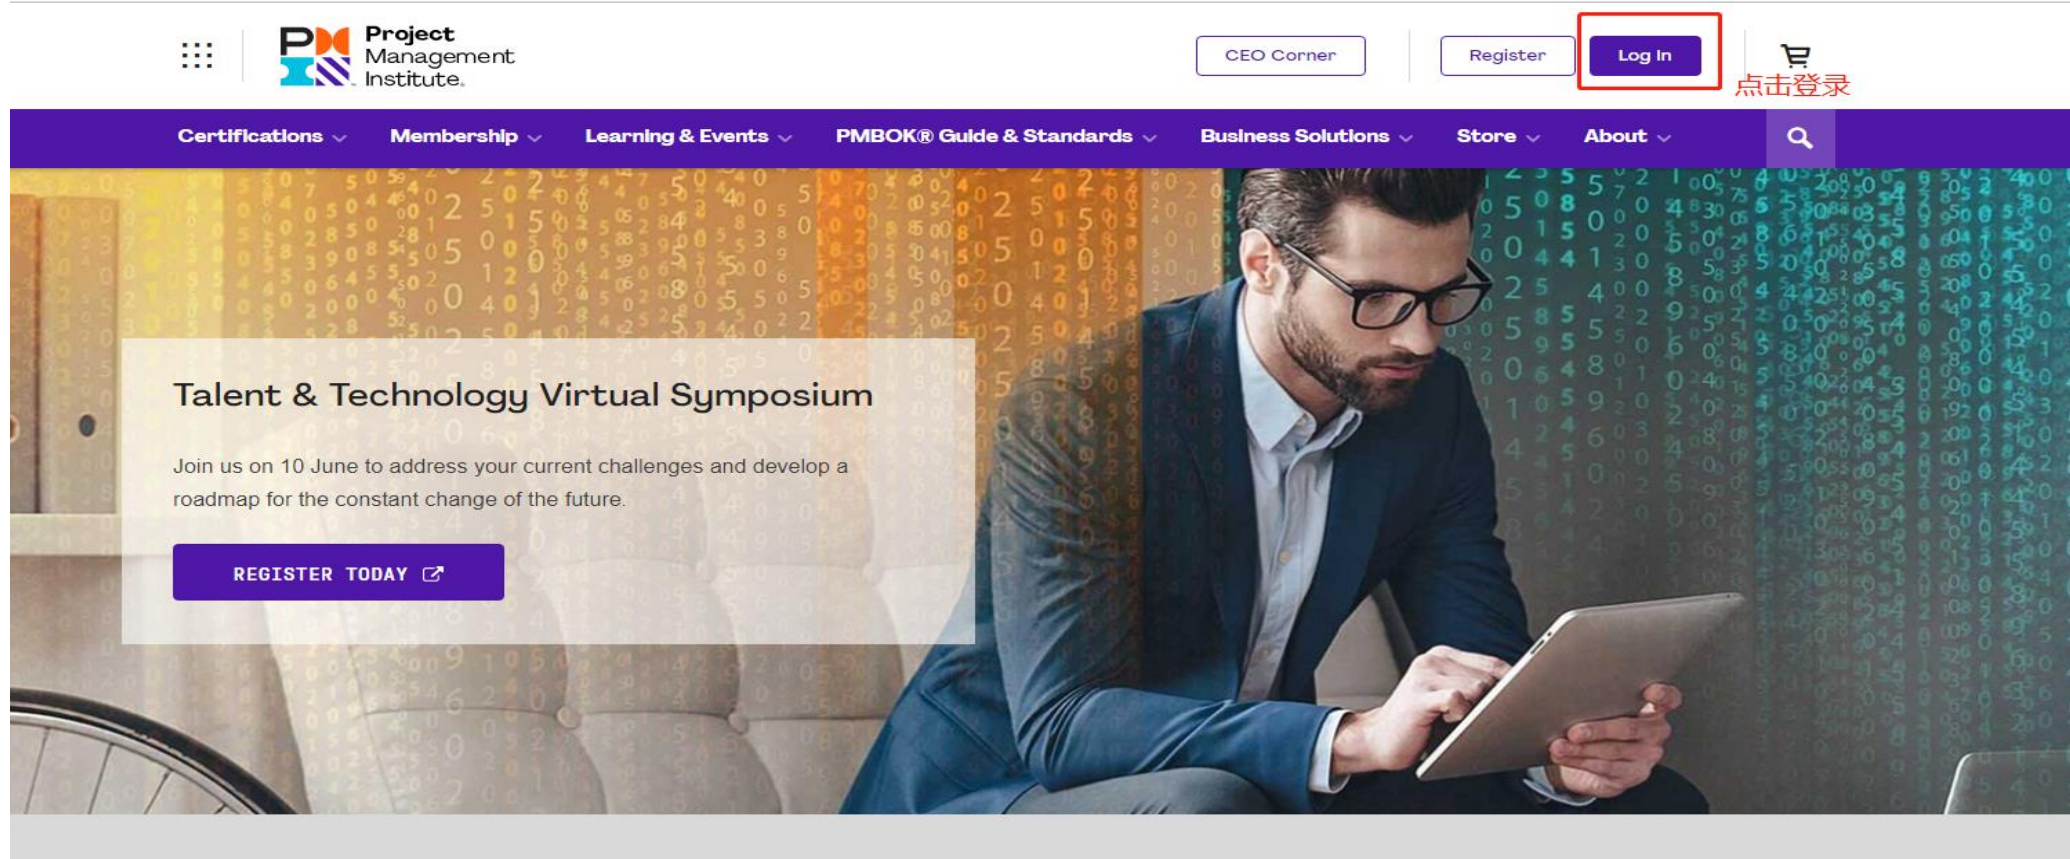 Project
Management
Institute.
CEO Corner
Register
Log In
点击登录
Certifications
Membership
Learning & Events
PMBOK® Guide & Standards
Business Solutions
Store
About
Talent & Technology Virtual Symposium
Join us on 10 June to address your current challenges and develop a
roadmap for the constant change of the future.
REGISTER TODAY